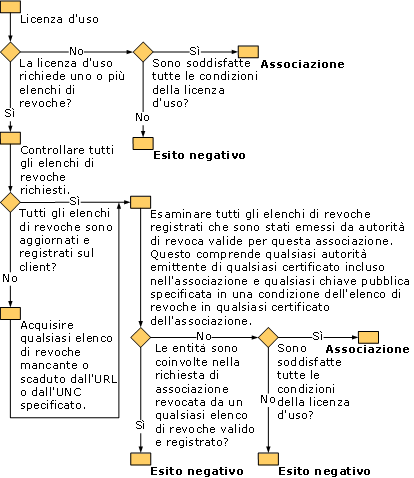 Licenza d'uso
No
Sì
La licenza d'uso
richiede uno o più
elenchi di
revoche?
Sono soddisfatte
tutte le condizioni
della licenza
d'uso?
Associazione
Sì
No
Esito negativo
Controllare tutti
gli elenchi di
revoche
richiesti.
Sì
Tutti gli elenchi
di revoche sono
aggiornati e
registrati sul
client?
Esaminare tutti gli elenchi di revoche
registrati che sono stati emessi da autorità
di revoca valide per questa associazione.
Questo comprende qualsiasi autorità
emittente di qualsiasi certificato incluso
nell'associazione e qualsiasi chiave pubblica
specificata in una condizione dell'elenco di
revoche in qualsiasi certificato
dell'associazione.
No
Acquisire
qualsiasi elenco
di revoche
mancante o
scaduto dall'URL
o dall'UNC
specificato.
No
Sì
Le entità sono
coinvolte nella
richiesta di
associazione
revocata da un
qualsiasi elenco
di revoche valido
e registrato?
Sono
soddisfatte
tutte le
condizioni
della licenza
d'uso?
Associazione
Sì
No
Esito negativo
Esito negativo